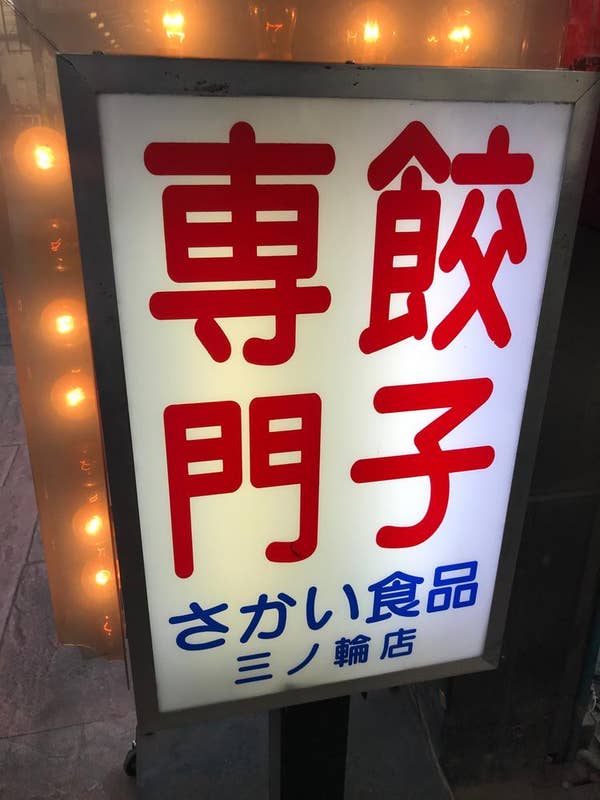 餃子
専門
さかい食品
三ノ輪店